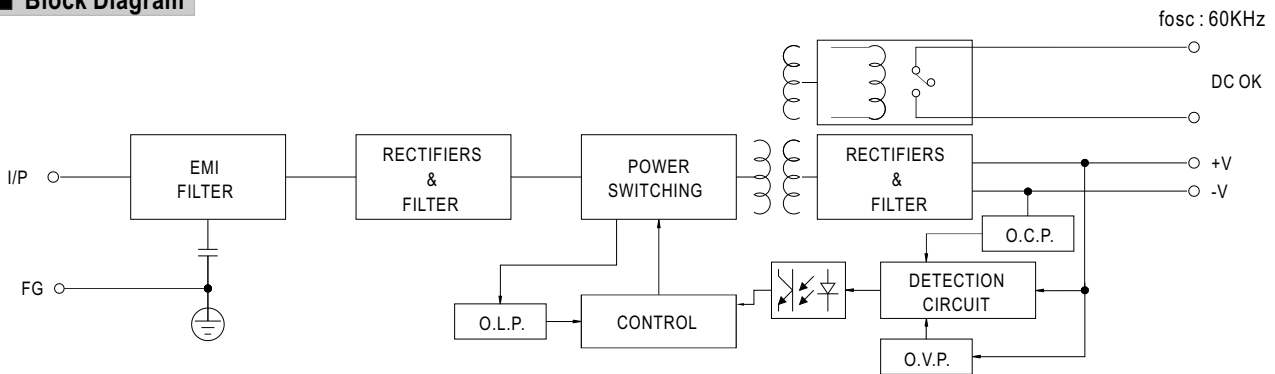 ■ Block Diagram
fosc : 60KHz
DC OK
I/P
EMI
FILTER
RECTIFIERS
&
FILTER
POWER
SWITCHING
RECTIFIERS
&
FILTER
+V
-V
O.C.P.
FG
O.L.P.
CONTROL
DETECTION
CIRCUIT
O.V.P.